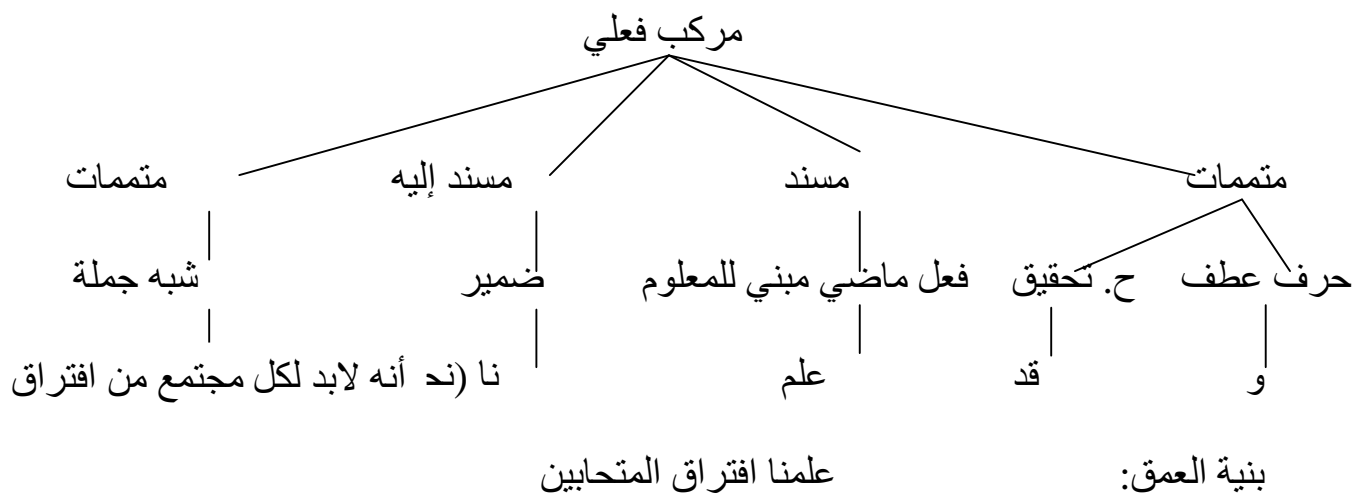 مركب فعلي
متممات مسند مسند إليه متممات
حرف عطف ح. تحقيق فعل ماضي مبني للمعلوم ضمير شبه جملة
و قد علم نا (نحـ أنه لابد لكل مجتمع من افتراق
بنية العمق: علمنا افتراق المتحابين